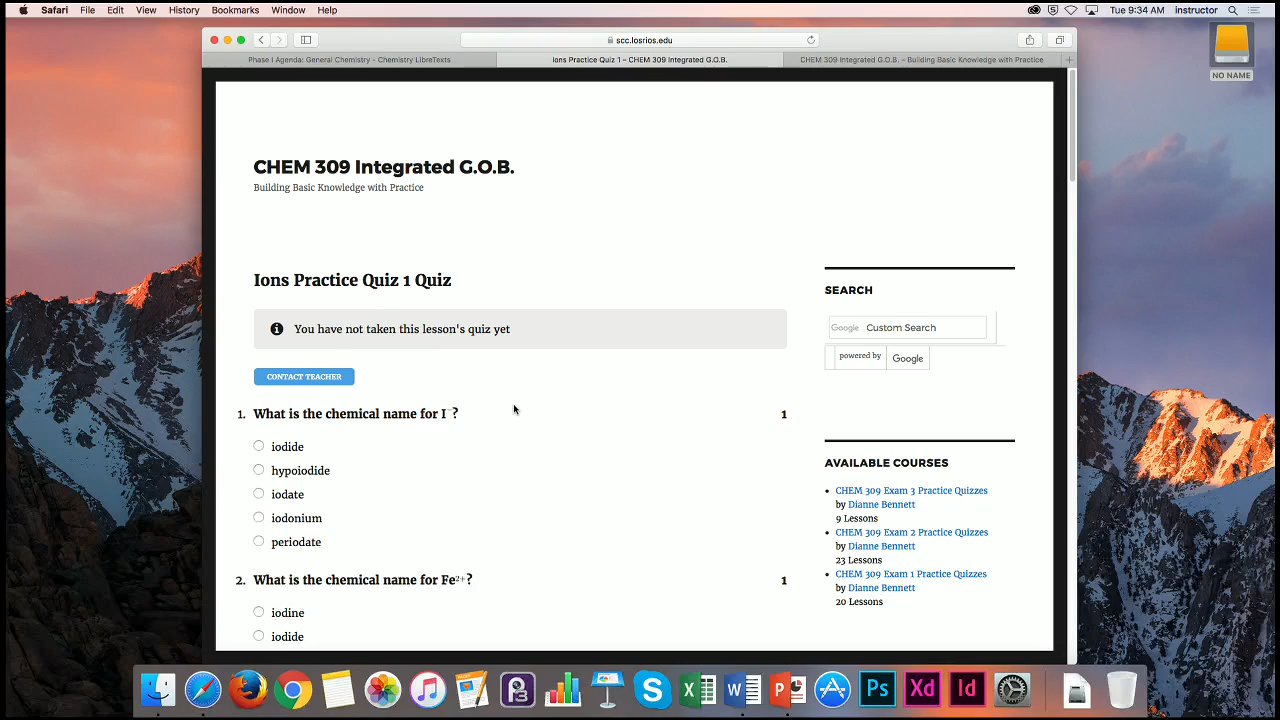 Safari File Edit View History Bookmarks Window Help
5
Tue 9:34 AM instructor
scc.losrios.edu
Phase I Agenda: General Chemistry - Chemistry LibreTexts
Ions Practice Quiz 1 – CHEM 309 Integrated G.O.B.
CHEM 309 Integrated G.O.B. – Building Basic Knowledge with Practice
NO NAME
CHEM 309 Integrated G.O.B.
Building Basic Knowledge with Practice
Ions Practice Quiz 1 Quiz
You have not taken this lesson's quiz yet
CONTACT TEACHER
1. What is the chemical name for I⁻? 1
iodide
hypoiodide
iodate
iodonium
periodate
2. What is the chemical name for Fe²⁺? 1
iodine
iodide
SEARCH
Google Custom Search
powered by Google
AVAILABLE COURSES
• CHEM 309 Exam 3 Practice Quizzes
by Dianne Bennett
9 Lessons
• CHEM 309 Exam 2 Practice Quizzes
by Dianne Bennett
23 Lessons
• CHEM 309 Exam 1 Practice Quizzes
by Dianne Bennett
20 Lessons
P3
S
X
W
P
Ps
Xd
Id